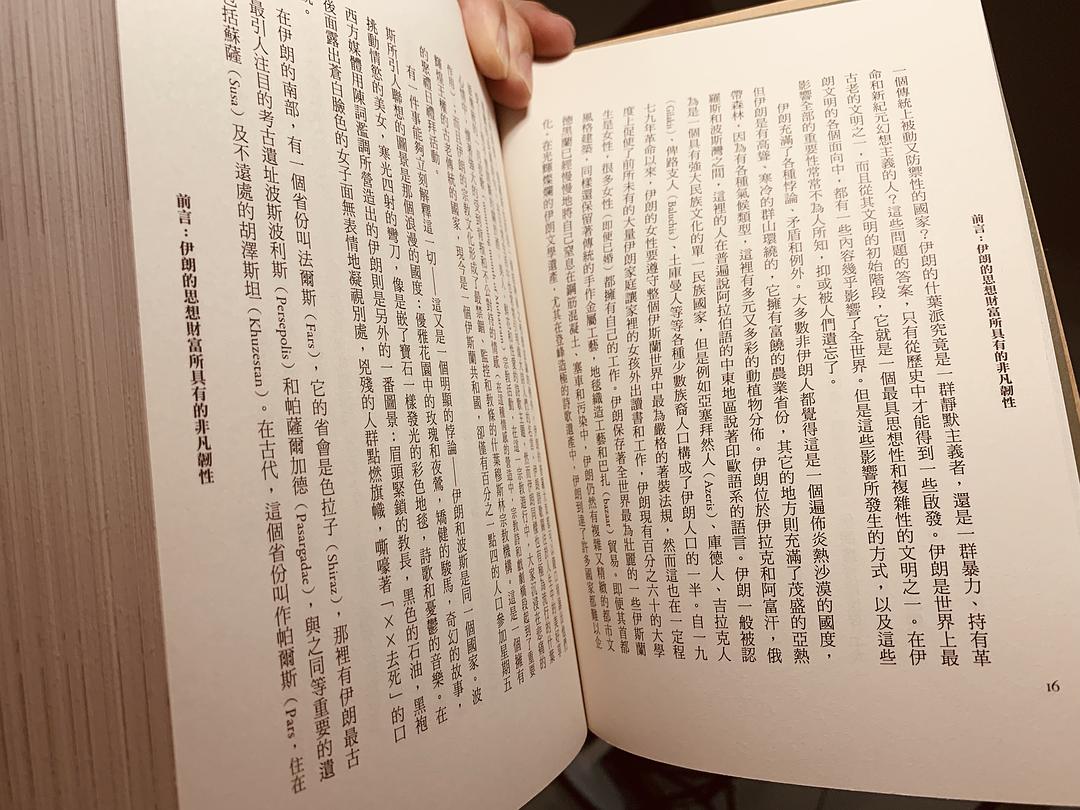 前言：伊朗的思想財富所具有的非凡韌性
一個傳統上被動又防禦性的國家？伊朗的什葉派究竟是一群靜默主義者，還是一群暴力、持有革
命和新紀元幻想主義的人？這些問題的答案，只有從歷史中才能得到一些啟發。伊朗是世界上最
古老的文明之一，而且從其文明的初始階段，它就是一個最具思想性和複雜性的文明之一。在伊
朗文明的各個面向中，都有一些內容幾乎影響了全世界。但是這些影響所發生的方式，以及這些
影響全部的重要性常常不為人所知，抑或被人們遺忘了。
伊朗充滿了各種悖論、矛盾和例外。大多數非伊朗人都覺得這是一個遍佈炎熱沙漠的國度，
但伊朗是有高聳、寒冷的群山環繞的，它擁有富饒的農業省份，其它的地方則充滿了茂盛的亞熱
帶森林，因為有各種氣候類型，這裡有多元又多彩的動植物分佈。伊朗位於伊拉克和阿富汗，俄
羅斯和波斯灣之間，這裡的人在普遍說阿拉伯語的中東地區說著印歐語系的語言。伊朗一般被認
為是一個具有強大民族文化的單一民族國家，但是例如亞塞拜然人（Azeris）、庫德人、吉拉克人
（Gilakis）、俾路支人（Baluchis）、土庫曼人等等各種少數族裔人口構成了伊朗人口的一半。自一九
七九年革命以來，伊朗的女性要遵守整個伊斯蘭世界中最為嚴格的著裝法規，然而這也在一定程
度上促使了前所未有的大量伊朗家庭讓家裡的女孩外出讀書和工作，伊朗現有百分之六十的大學
生是女性，很多女性（即便已婚）都擁有自己的工作。伊朗保存著全世界最為壯麗的一些伊斯蘭
風格建築，同樣還保留著傳統的手作金屬工藝、地毯織造工藝和巴扎（bazaar）貿易。即便其首都
德黑蘭已經慢慢地將自己窒息在鋼筋混凝土、塞車和污染中，伊朗仍然有複雜又精緻的都市文
化。在光輝燦爛的伊朗文學遺產，尤其在登峰造極的詩歌遺產中，伊朗到達了許多國家都難以企
16
輝煌王權的古老傳統的國家，現今是一個伊斯蘭共和國，卻僅有百分之一點四的人口參加星期五
的聚禮日禮拜活動。
有一件事能夠立刻解釋這一切——這又是一個明顯的悖論——伊朗和波斯是同一個國家。波
斯所引人聯想的圖景是那個浪漫的國度：優雅花園中的玫瑰和夜鶯，矯健的駿馬，奇幻的故事，
挑動情慾的美女，寒光四射的彎刀，像是嵌了寶石一樣發光的彩色地毯，詩歌和憂鬱的音樂。在
西方媒體用陳詞濫調所營造出的伊朗則是另外的一番圖景：眉頭緊鎖的教長，黑色的石油，黑袍
後面露出蒼白臉色的女子面無表情地凝視別處，兇殘的人群點燃旗幟，嘶嚎著「××去死」的口
在伊朗的南部，有一個省份叫法爾斯（Fars），它的省會是色拉子（Shiraz），那裡有伊朗最古
最引人注目的考古遺址波斯波利斯（Persepolis）和帕薩爾加德（Pasargadae），與之同等重要的遺
括蘇薩（Susa）及不遠處的胡澤斯坦（Khuzestan）。在古代，這個省份叫作帕爾斯（Pars，住在
前言：伊朗的思想財富所具有的非凡韌性